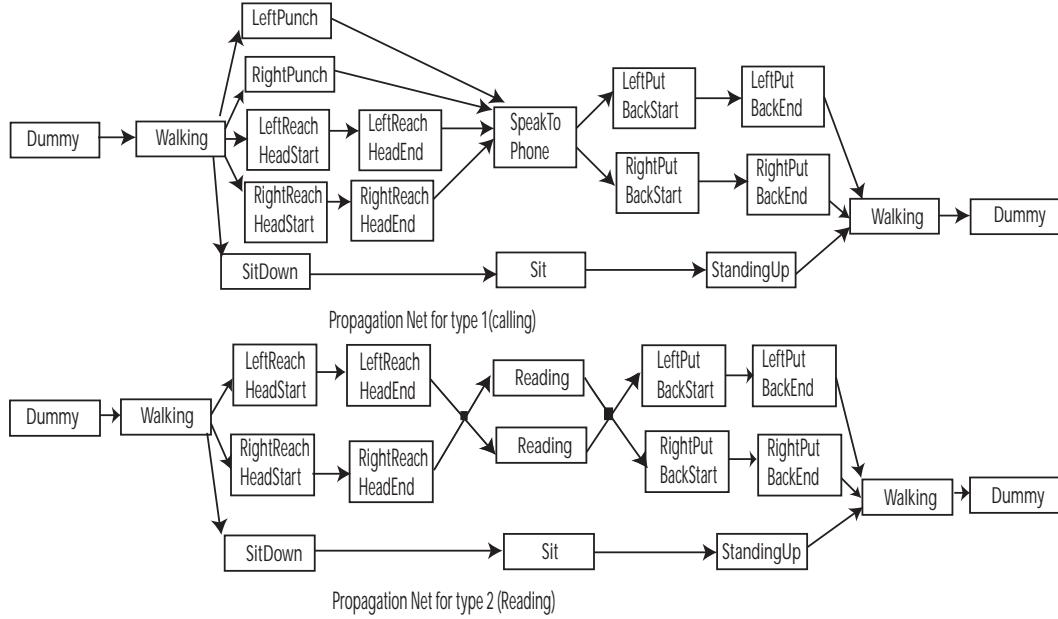 LeftPunch
RightPunch
Dummy
Walking
LeftReach
HeadStart
LeftReach
HeadEnd
RightReach
HeadStart
RightReach
HeadEnd
SpeakTo
Phone
LeftPut
BackStart
LeftPut
BackEnd
RightPut
BackStart
RightPut
BackEnd
Walking
Dummy
SitDown
Sit
StandingUp
Propagation Net for type 1(calling)
Dummy
Walking
LeftReach
HeadStart
LeftReach
HeadEnd
RightReach
HeadStart
RightReach
HeadEnd
Reading
Reading
LeftPut
BackStart
LeftPut
BackEnd
RightPut
BackStart
RightPut
BackEnd
Walking
Dummy
SitDown
Sit
StandingUp
Propagation Net for type 2 (Reading)